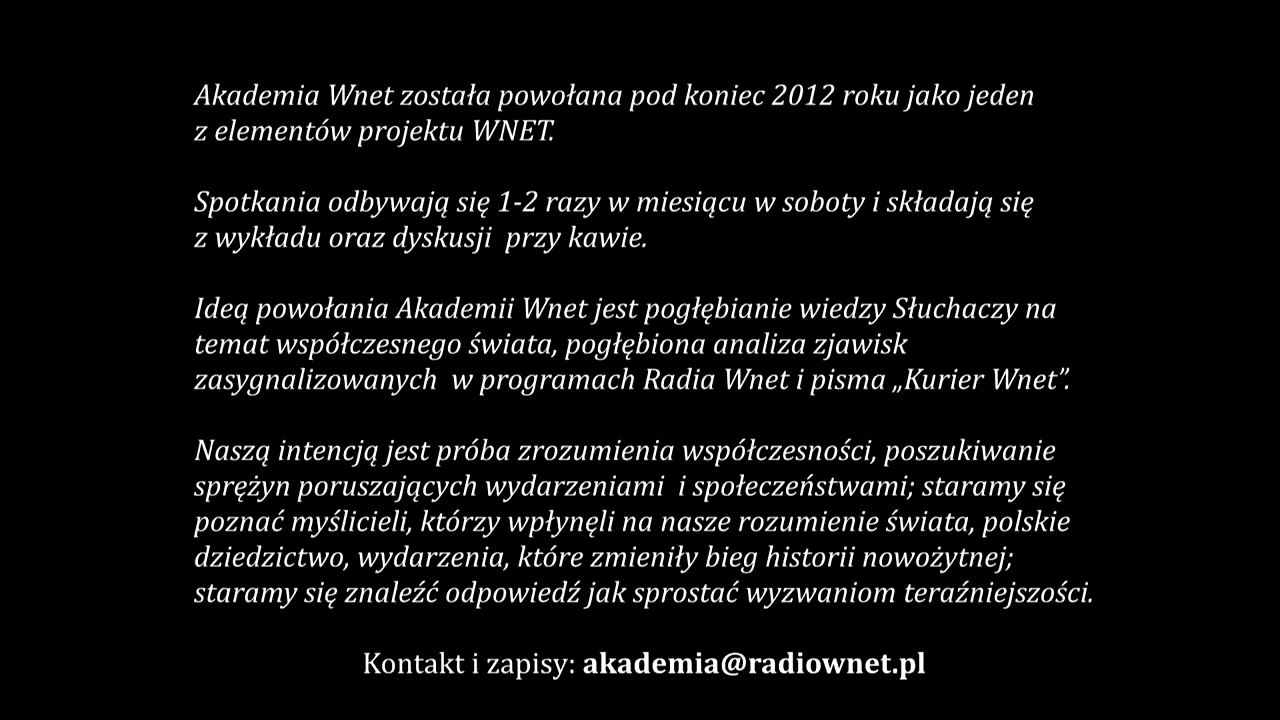 Akademia Wnet została powołana pod koniec 2012 roku jako jeden
z elementów projektu WNET.
Spotkania odbywają się 1-2 razy w miesiącu w soboty i składają się
z wykładu oraz dyskusji  przy kawie.
Ideą powołania Akademii Wnet jest pogłębianie wiedzy Słuchaczy na
temat współczesnego świata, pogłębiona analiza zjawisk
zasygnalizowanych  w programach Radia Wnet i pisma „Kurier Wnet”.
Naszą intencją jest próba zrozumienia współczesności, poszukiwanie
sprężyn poruszających wydarzeniami  i społeczeństwami; staramy się
poznać myślicieli, którzy wpłynęli na nasze rozumienie świata, polskie
dziedzictwo, wydarzenia, które zmieniły bieg historii nowożytnej;
staramy się znaleźć odpowiedź jak sprostać wyzwaniom teraźniejszości.
Kontakt i zapisy: akademia@radiownet.pl